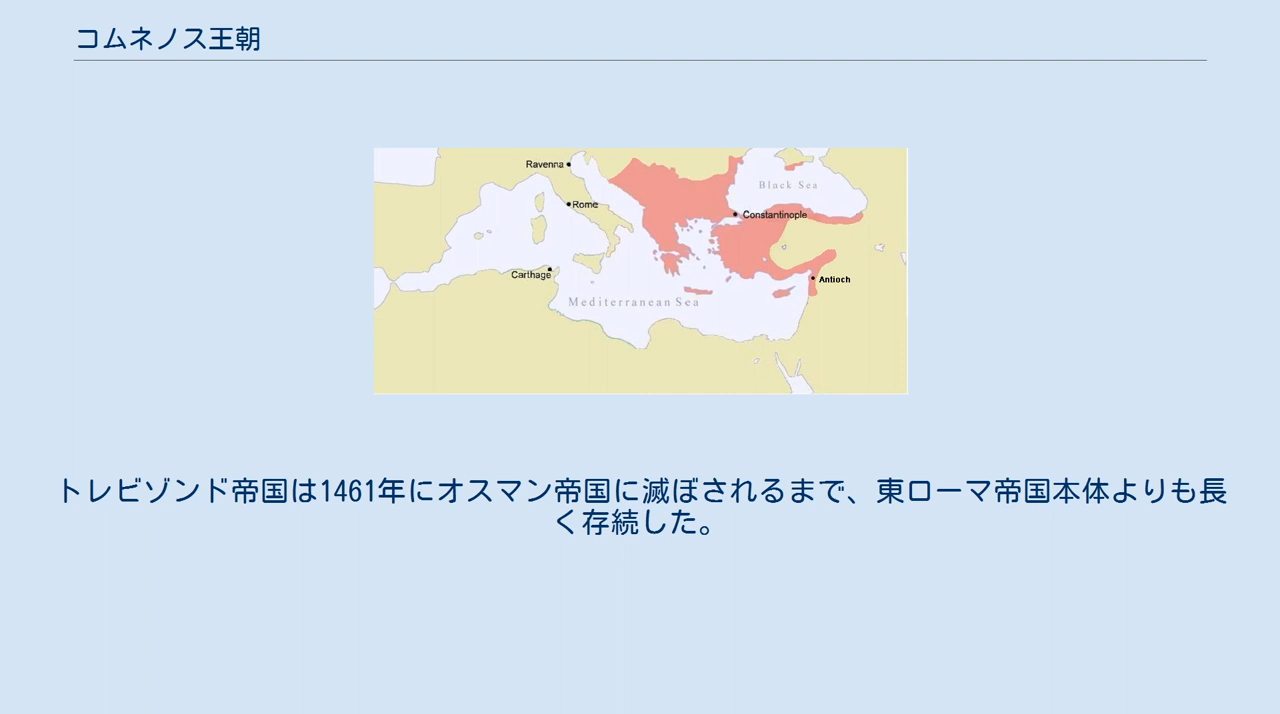 コムネノス王朝
Ravenna
Black Sea
Rome
Constantinople
Carthage
Antioch
Mediterranean Sea
トレビゾンド帝国は1461年にオスマン帝国に滅ぼされるまで、東ローマ帝国本体よりも長
く存続した。